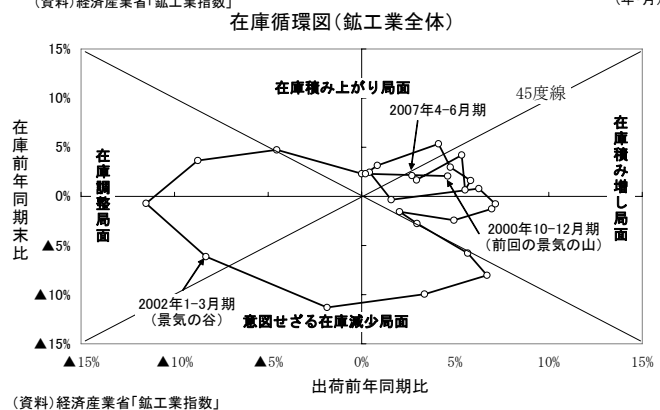 (資料)経済産業省「鉱工業指数」
(年 月)
在庫循環図(鉱工業全体)
15%
10%
5%
0%
▲5%
▲10%
▲15%
在庫前年同期末比
在庫積み上がり局面
45度線
2007年4-6月期
在庫積み増し局面
在庫調整局面
2000年10-12月期
(前回の景気の山)
2002年1-3月期
(景気の谷)
意図せざる在庫減少局面
▲15%
▲10%
▲5%
0%
5%
10%
15%
出荷前年同期比
(資料)経済産業省「鉱工業指数」